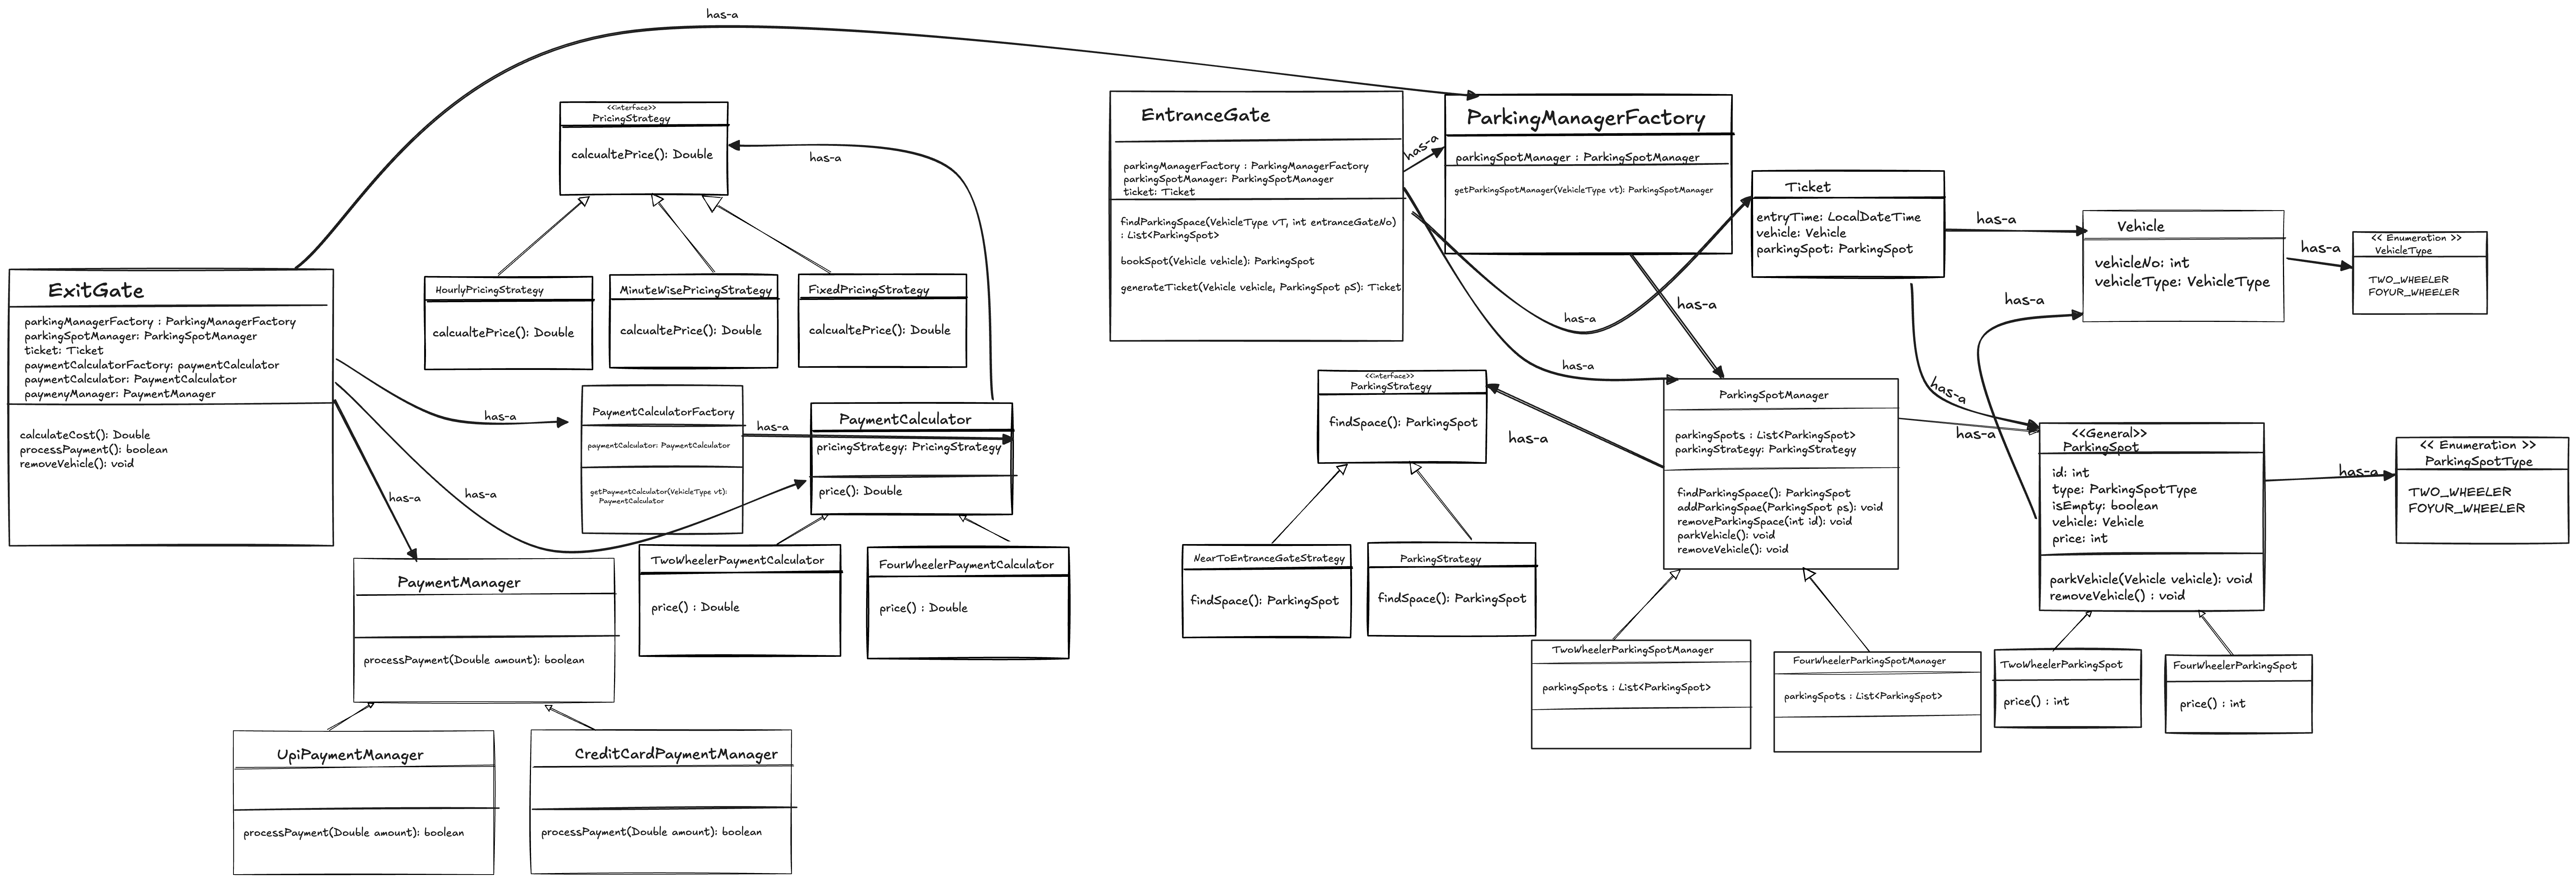 has-a
<<interface>>
PricingStrategy
calcualtePrice(): Double
has-a
HourlyPricingStrategy
calcualtePrice(): Double
MinuteWisePricingStrategy
calcualtePrice(): Double
FixedPricingStrategy
calcualtePrice(): Double
ExitGate
parkingManagerFactory : ParkingManagerFactory
parkingSpotManager: ParkingSpotManager
ticket: Ticket
paymentCalculatorFactory: paymentCalculator
paymentCalculator: PaymentCalculator
paymenyManager: PaymentManager
calculateCost(): Double
processPayment(): boolean
removeVehicle(): void
has-a
has-a
has-a
PaymentCalculatorFactory
paymentCalculator: PaymentCalculator
getPaymentCalculator(VehicleType vt):
PaymentCalculator
has-a
PaymentCalculator
pricingStrategy: PricingStrategy
price(): Double
TwoWheelerPaymentCalculator
price() : Double
FourWheelerPaymentCalculator
price() : Double
PaymentManager
processPayment(Double amount): boolean
UpiPaymentManager
processPayment(Double amount): boolean
CreditCardPaymentManager
processPayment(Double amount): boolean
EntranceGate
parkingManagerFactory : ParkingManagerFactory
parkingSpotManager: ParkingSpotManager
ticket: Ticket
findParkingSpace(VehicleType vT, int entranceGateNo)
: List<ParkingSpot>
bookSpot(Vehicle vehicle): ParkingSpot
generateTicket(Vehicle vehicle, ParkingSpot pS): Ticket
has-a
has-a
has-a
ParkingManagerFactory
parkingSpotManager : ParkingSpotManager
getParkingSpotManager(VehicleType vt): ParkingSpotManager
has-a
Ticket
entryTime: LocalDateTime
vehicle: Vehicle
parkingSpot: ParkingSpot
has-a
has-a
Vehicle
vehicleNo: int
vehicleType: VehicleType
has-a
has-a
<< Enumeration >>
VehicleType
TWO_WHEELER
FOYUR_WHEELER
<<interface>>
ParkingStrategy
findSpace(): ParkingSpot
has-a
NearToEntranceGateStrategy
findSpace(): ParkingSpot
ParkingStrategy
findSpace(): ParkingSpot
ParkingSpotManager
parkingSpots : List<ParkingSpot>
parkingStrategy: ParkingStrategy
findParkingSpace(): ParkingSpot
addParkingSpae(ParkingSpot ps): void
removeParkingSpace(int id): void
parkVehicle(): void
removeVehicle(): void
has-a
TwoWheelerParkingSpotManager
parkingSpots : List<ParkingSpot>
FourWheelerParkingSpotManager
parkingSpots : List<ParkingSpot>
<<General>>
ParkingSpot
id: int
type: ParkingSpotType
isEmpty: boolean
vehicle: Vehicle
price: int
parkVehicle(Vehicle vehicle): void
removeVehicle() : void
has-a
<< Enumeration >>
ParkingSpotType
TWO_WHEELER
FOYUR_WHEELER
TwoWheelerParkingSpot
price() : int
FourWheelerParkingSpot
price() : int